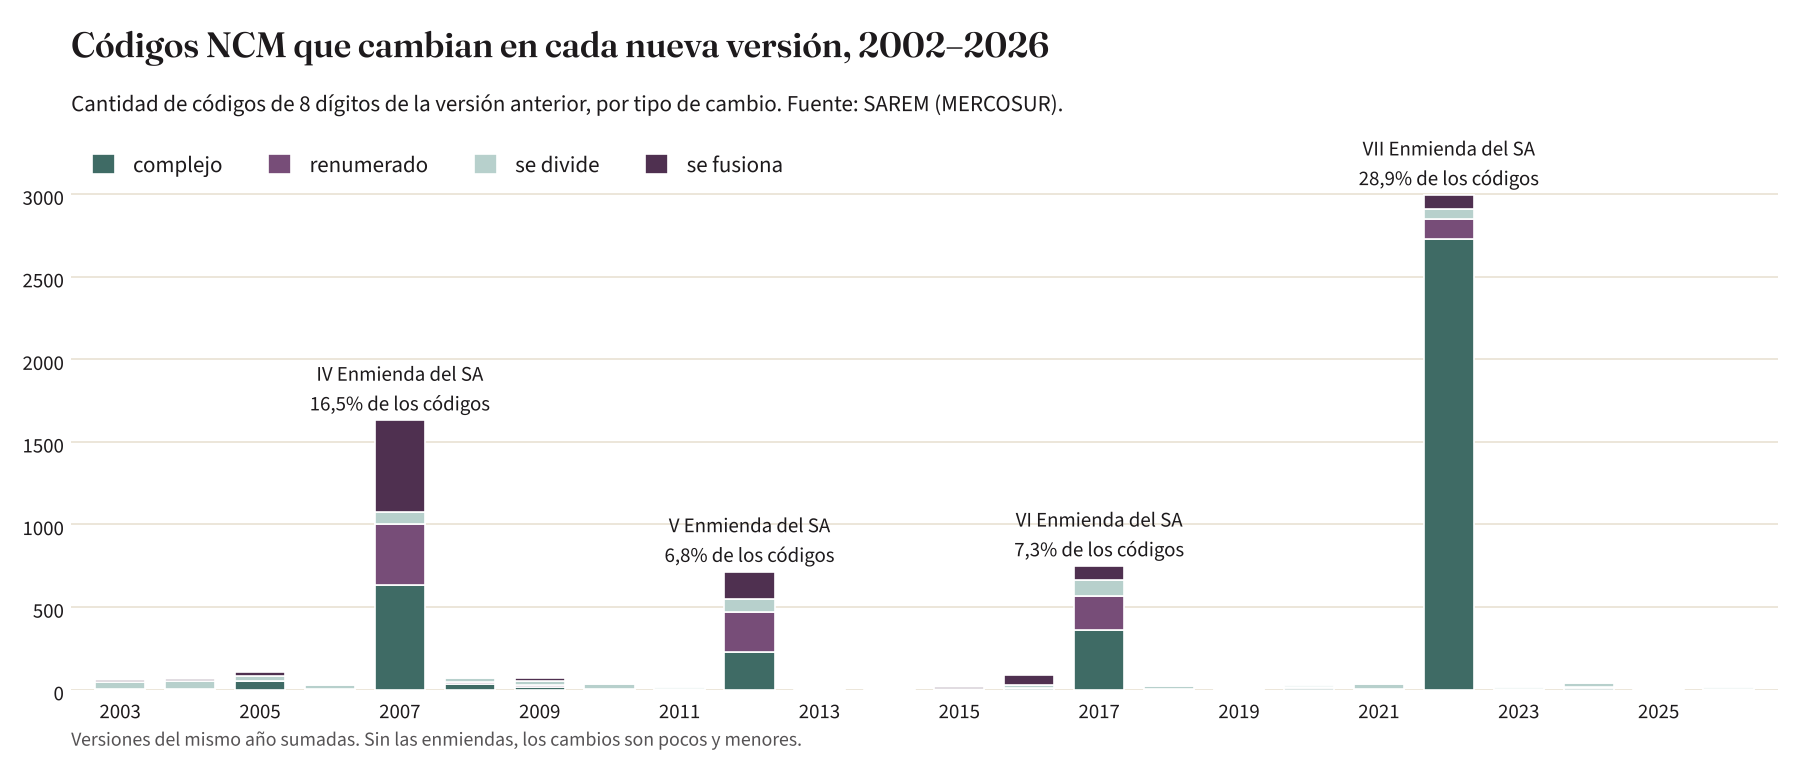 Códigos NCM que cambian en cada nueva versión, 2002–2026
Cantidad de códigos de 8 dígitos de la versión anterior, por tipo de cambio. Fuente: SAREM (MERCOSUR).
complejo renumerado se divide se fusiona
VII Enmienda del SA
28,9% de los códigos
3000
2500
2000
IV Enmienda del SA
16,5% de los códigos
1500
1000
V Enmienda del SA
6,8% de los códigos
VI Enmienda del SA
7,3% de los códigos
500
0
2003 2005 2007 2009 2011 2013 2015 2017 2019 2021 2023 2025
Versiones del mismo año sumadas. Sin las enmiendas, los cambios son pocos y menores.